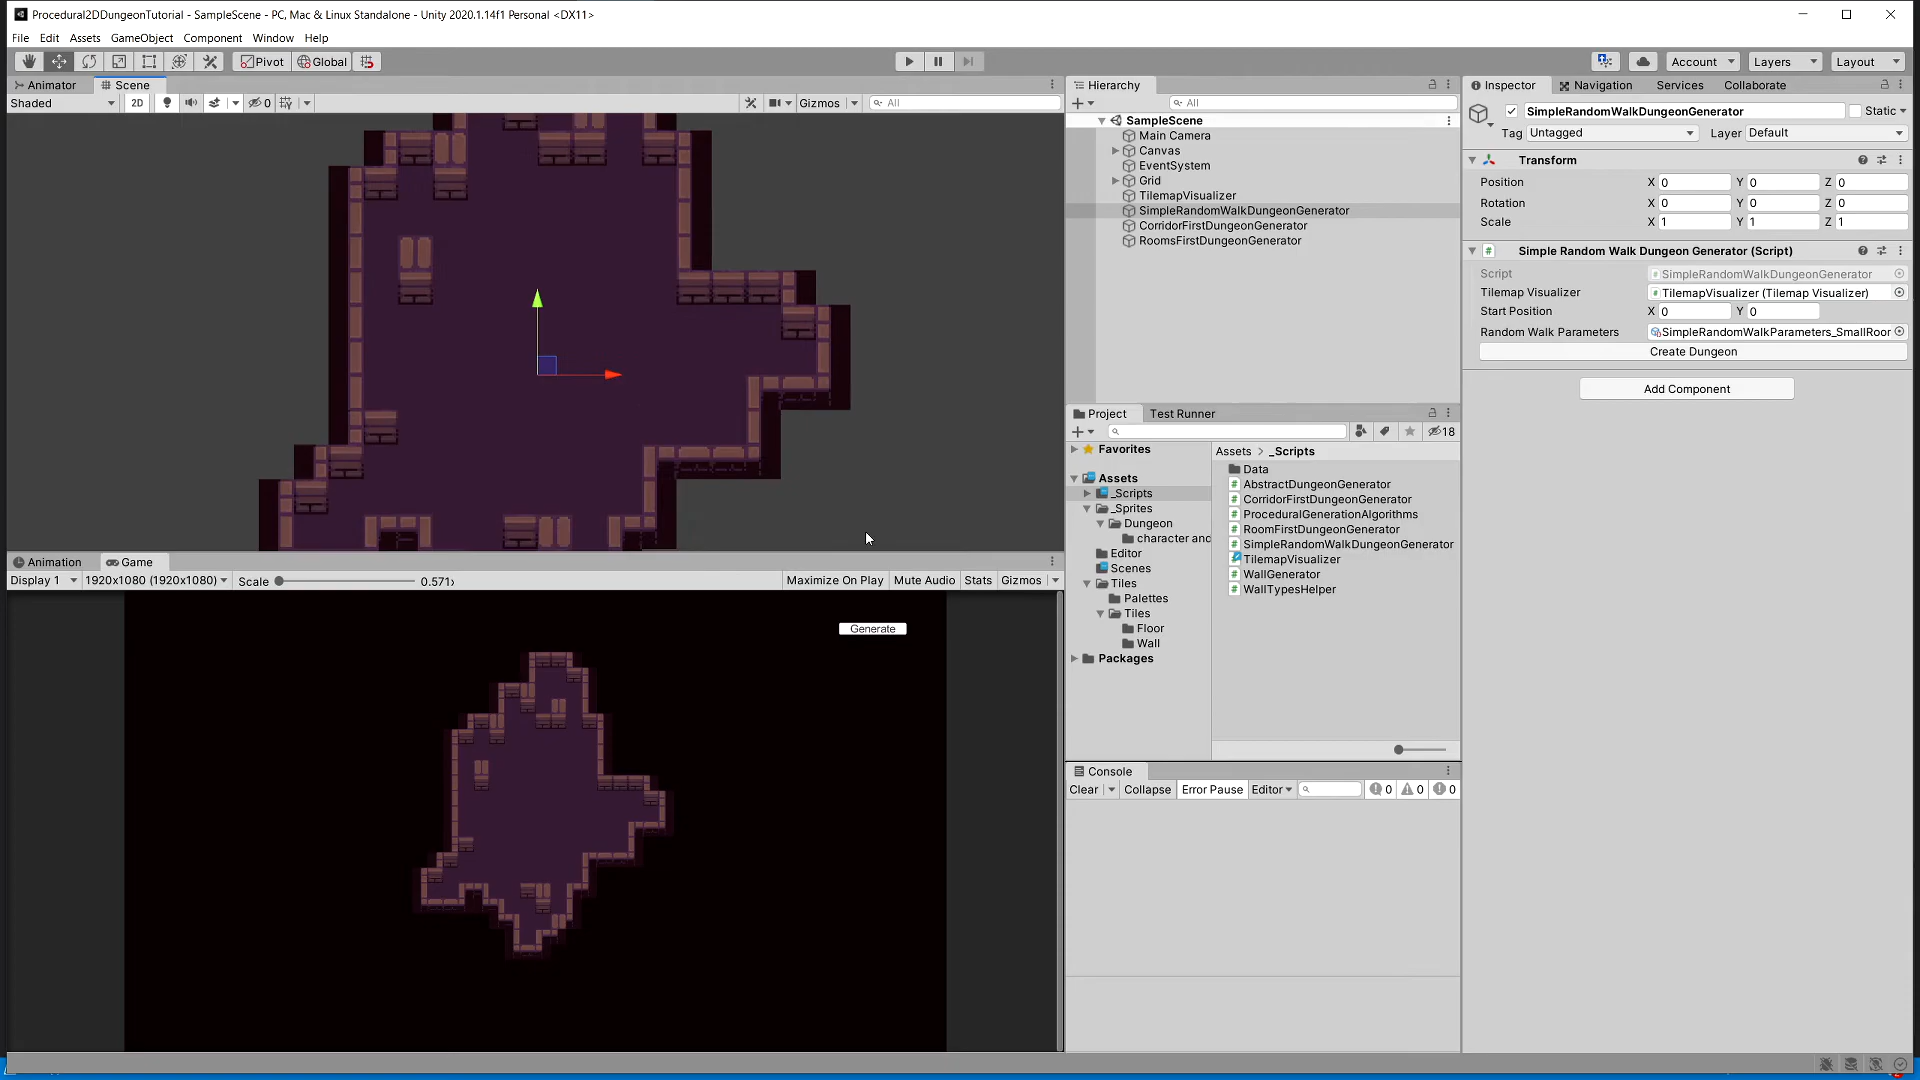 Procedural2DDungeonTutorial - SampleScene - PC, Mac & Linux Standalone - Unity 2020.1.14f1 Personal <DX11>
File Edit Assets GameObject Component Window Help
Pivot Global Account Layers Layout
Animator Scene
Shaded 2D 0 Gizmos All
Hierarchy
All
SampleScene
Main Camera
Canvas
EventSystem
Grid
TilemapVisualizer
SimpleRandomWalkDungeonGenerator
CorridorFirstDungeonGenerator
RoomsFirstDungeonGenerator
Inspector Navigation Services Collaborate
SimpleRandomWalkDungeonGenerator Static
Tag Untagged Layer Default
Transform
Position X 0 Y 0 Z 0
Rotation X 0 Y 0 Z 0
Scale X 1 Y 1 Z 1
Simple Random Walk Dungeon Generator (Script)
Script SimpleRandomWalkDungeonGenerator
Tilemap Visualizer TilemapVisualizer (Tilemap Visualizer)
Start Position X 0 Y 0
Random Walk Parameters SimpleRandomWalkParameters_SmallRoor
Create Dungeon
Add Component
Project Test Runner
18
Favorites
Assets
_Scripts
_Sprites
Dungeon
character anc
Editor
Scenes
Tiles
Palettes
Tiles
Floor
Wall
Packages
Assets > _Scripts
Data
AbstractDungeonGenerator
CorridorFirstDungeonGenerator
ProceduralGenerationAlgorithms
RoomFirstDungeonGenerator
SimpleRandomWalkDungeonGenerator
TilemapVisualizer
WallGenerator
WallTypesHelper
Animation Game
Display 1 1920x1080 (1920x1080) Scale 0.571x Maximize On Play Mute Audio Stats Gizmos
Generate
Console
Clear Collapse Error Pause Editor 0 0 0